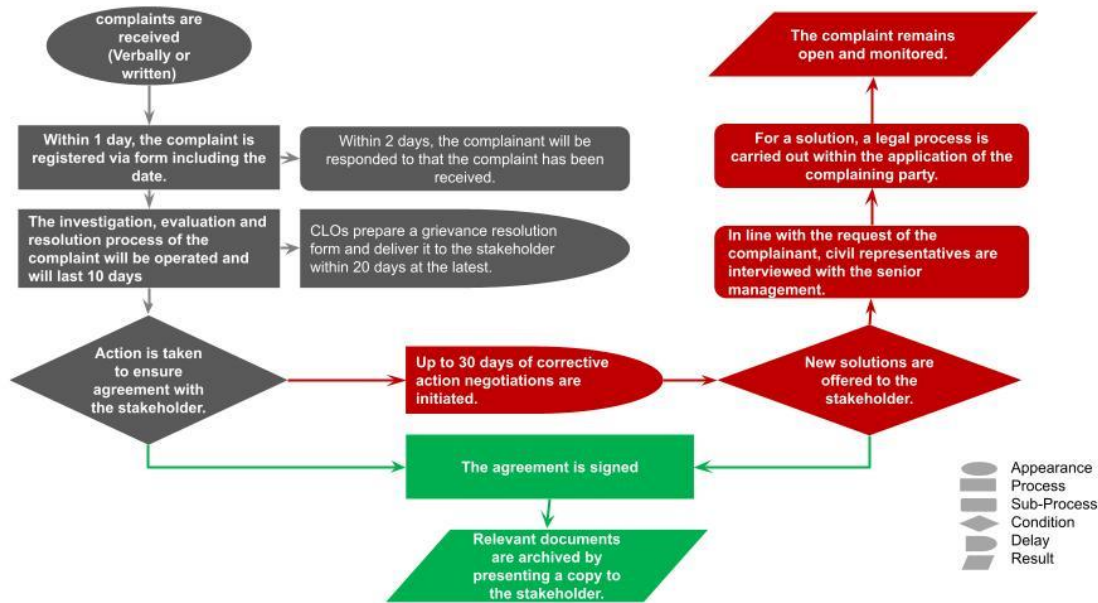 complaints are
received
(Verbally or
written)
Within 1 day, the complaint is
registered via form including the
date.
Within 2 days, the complainant will be
responded to that the complaint has been
received.
The investigation, evaluation and
resolution process of the
complaint will be operated and
will last 10 days
CLOs prepare a grievance resolution
form and deliver it to the stakeholder
within 20 days at the latest.
Action is taken
to ensure
agreement with
the stakeholder.
Up to 30 days of corrective
action negotiations are
initiated.
New solutions are
offered to the
stakeholder.
In line with the request of the
complainant, civil representatives are
interviewed with the senior
management.
For a solution, a legal process is
carried out within the application of the
complaining party.
The complaint remains
open and monitored.
The agreement is signed
Relevant documents
are archived by
presenting a copy to
the stakeholder.
Appearance
Process
Sub-Process
Condition
Delay
Result